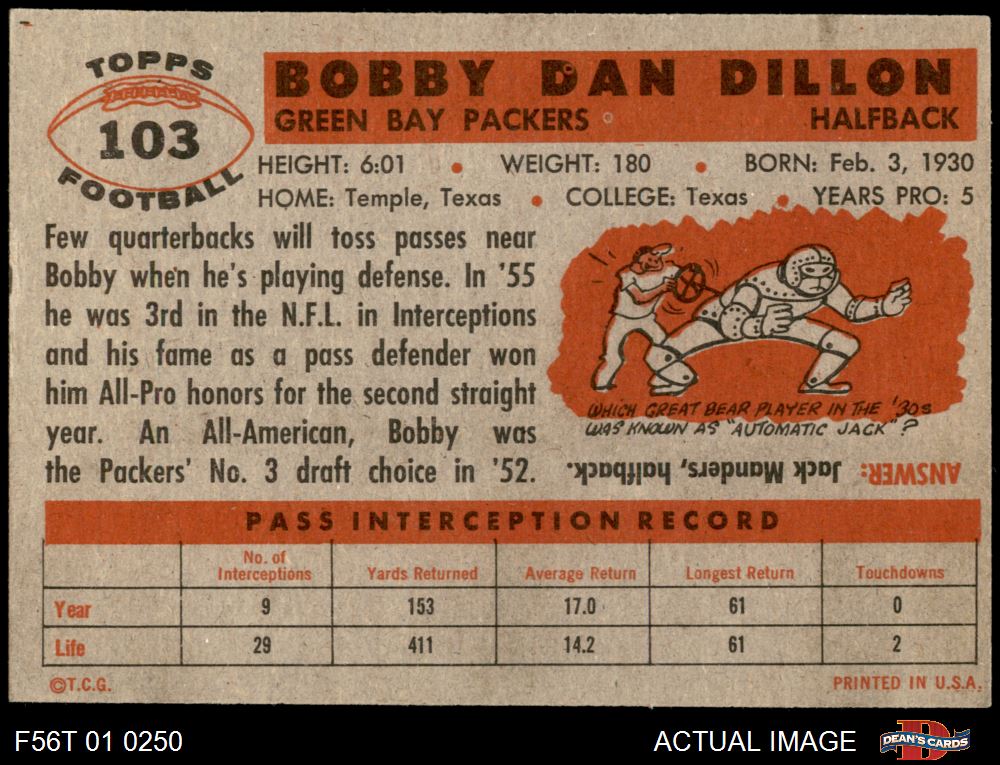 TOPPS
103
FOOTBALL
BOBBY DAN DILLON
GREEN BAY PACKERS HALFBACK
HEIGHT: 6:01 • WEIGHT: 180 • BORN: Feb. 3, 1930
HOME: Temple, Texas • COLLEGE: Texas • YEARS PRO: 5
Few quarterbacks will toss passes near
Bobby when he's playing defense. In '55
he was 3rd in the N.F.L. in Interceptions
and his fame as a pass defender won
him All-Pro honors for the second straight
year. An All-American, Bobby was
the Packers' No. 3 draft choice in '52.
WHICH GREAT BEAR PLAYER IN THE '30s
WAS KNOWN AS "AUTOMATIC JACK"?
ANSWER: Jack Manders, halfback.
PASS INTERCEPTION RECORD
No. of
Interceptions Yards Returned Average Return Longest Return Touchdowns
Year 9 153 17.0 61 0
Life 29 411 14.2 61 2
©T.C.G. PRINTED IN U.S.A.
F56T 01 0250 ACTUAL IMAGE DEAN'S CARDS